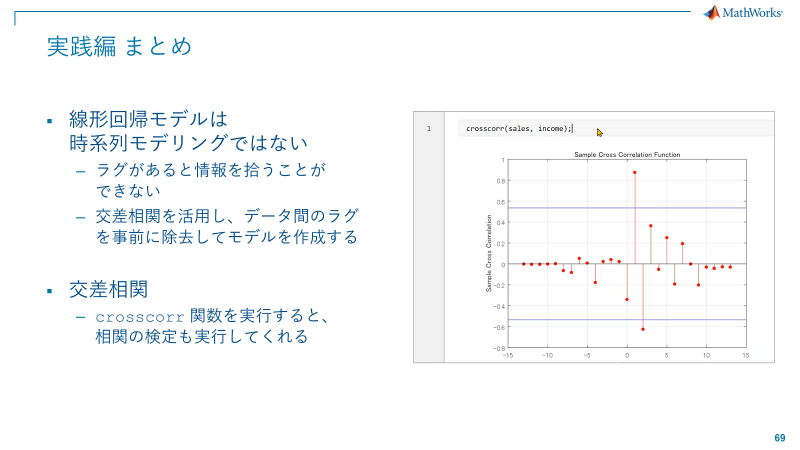 MathWorks
実践編 まとめ
▪ 線形回帰モデルは
時系列モデリングではない
– ラグがあると情報を拾うことが
できない
– 交差相関を活用し、データ間のラグ
を事前に除去してモデルを作成する
▪ 交差相関
– crosscorr 関数を実行すると、
相関の検定も実行してくれる
1 crosscorr(sales, income);
Sample Cross Correlation Function
Sample Cross Correlation
1
0.8
0.6
0.4
0.2
0
-0.2
-0.4
-0.6
-0.8
-15 -10 -5 0 5 10 15
69